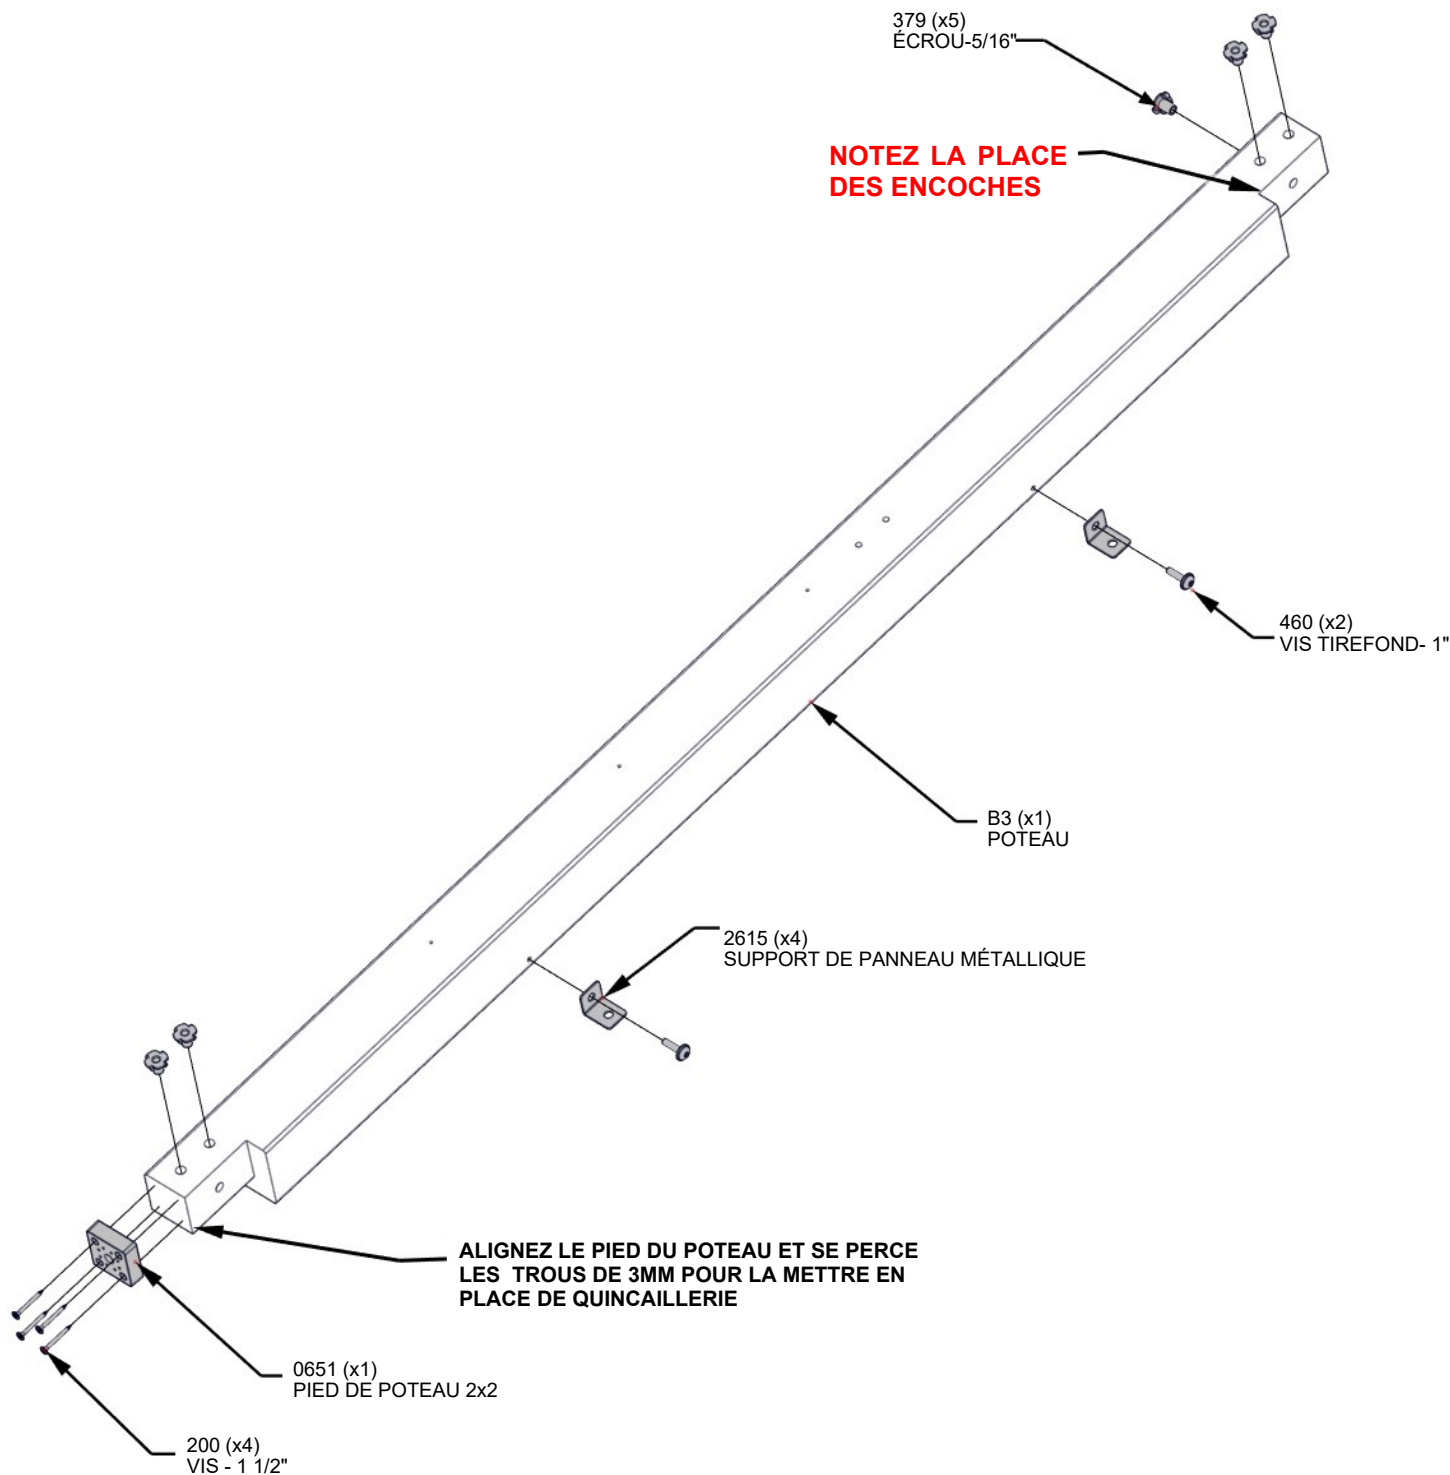 379 (x5)
ÉCROU-5/16"
NOTEZ LA PLACE
DES ENCOCHES
460 (x2)
VIS TIREFOND- 1"
B3 (x1)
POTEAU
2615 (x4)
SUPPORT DE PANNEAU MÉTALLIQUE
ALIGNEZ LE PIED DU POTEAU ET SE PERCE
LES TROUS DE 3MM POUR LA METTRE EN
PLACE DE QUINCAILLERIE
0651 (x1)
PIED DE POTEAU 2x2
200 (x4)
VIS - 1 1/2"